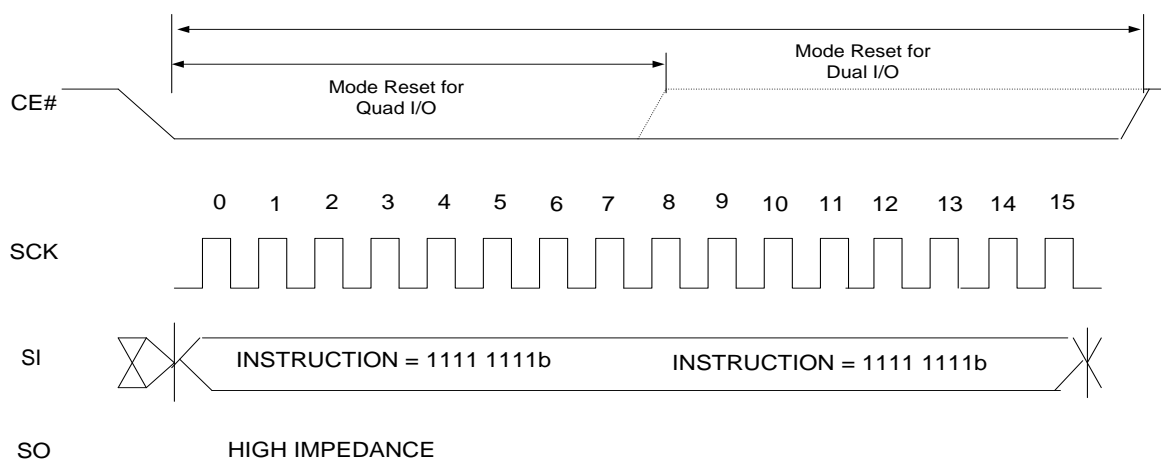 Mode Reset for
Dual I/O
Mode Reset for
Quad I/O
CE#
0 1 2 3 4 5 6 7 8 9 10 11 12 13 14 15
SCK
SI
INSTRUCTION = 1111 1111b INSTRUCTION = 1111 1111b
SO
HIGH IMPEDANCE